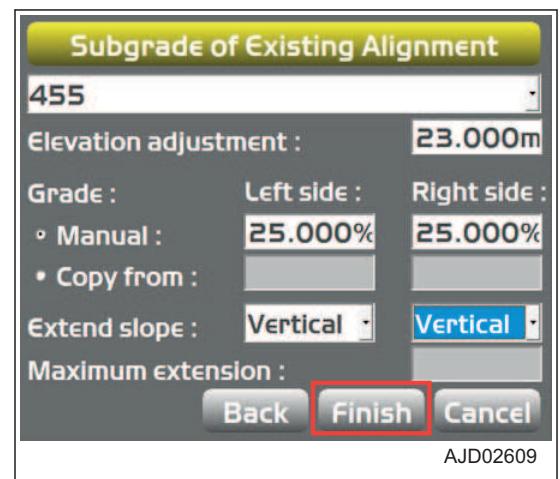 Subgrade of Existing Alignment
455
Elevation adjustment : 23.000m
Grade : Left side : Right side :
Manual : 25.000% 25.000%
Copy from :
Extend slope : Vertical Vertical
Maximum extension :
Back Finish Cancel
AJD02609